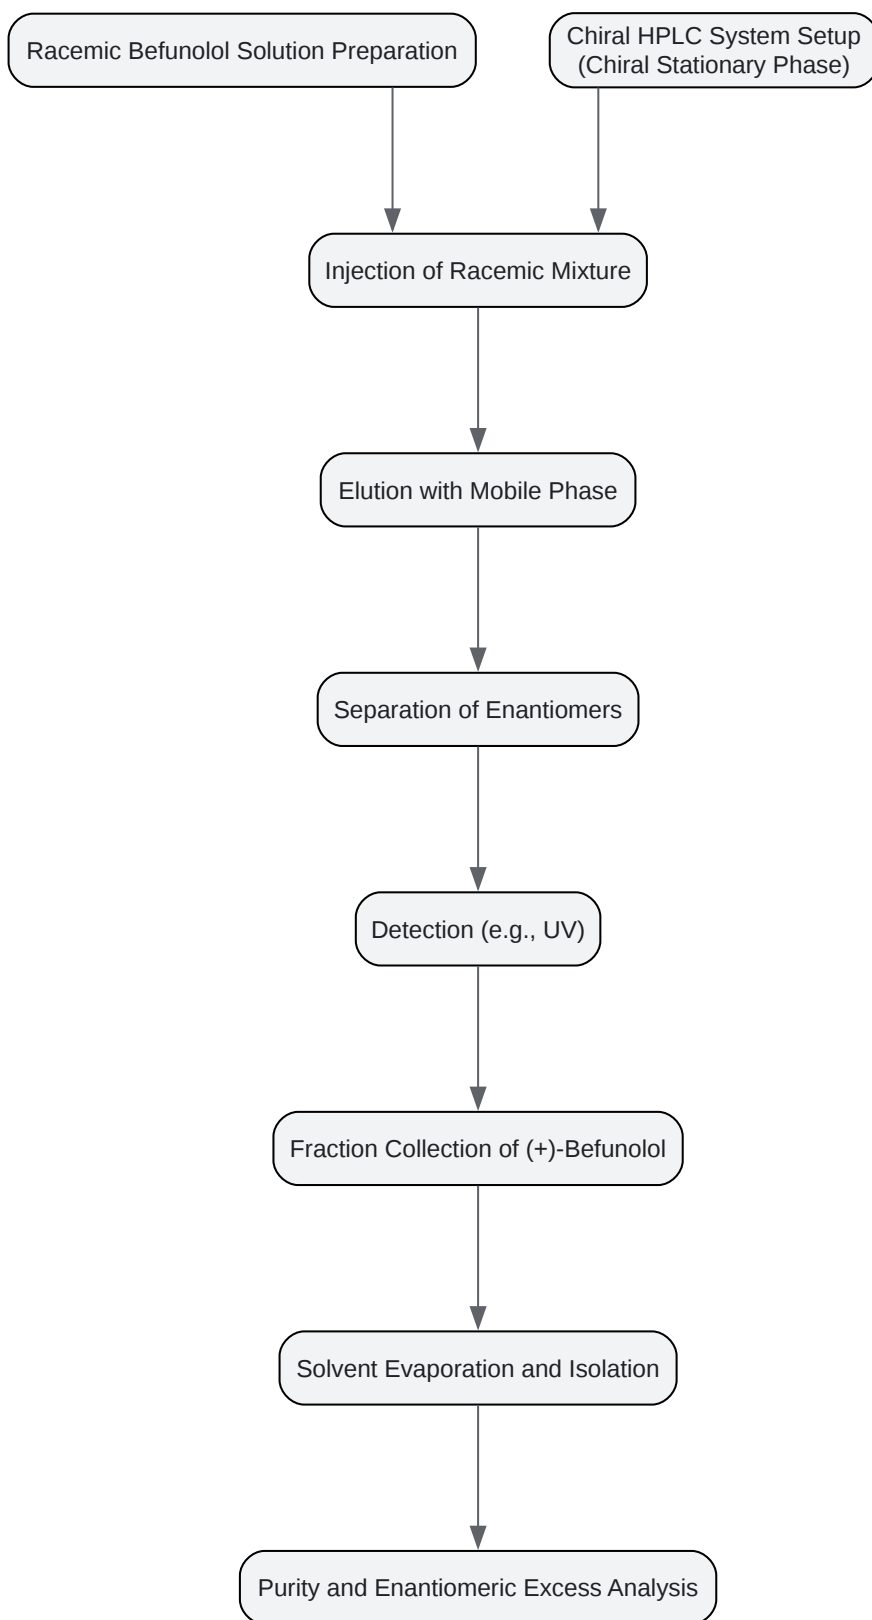 Racemic Befunolol Solution Preparation
Chiral HPLC System Setup
(Chiral Stationary Phase)
Injection of Racemic Mixture
Elution with Mobile Phase
Separation of Enantiomers
Detection (e.g., UV)
Fraction Collection of (+)-Befunolol
Solvent Evaporation and Isolation
Purity and Enantiomeric Excess Analysis